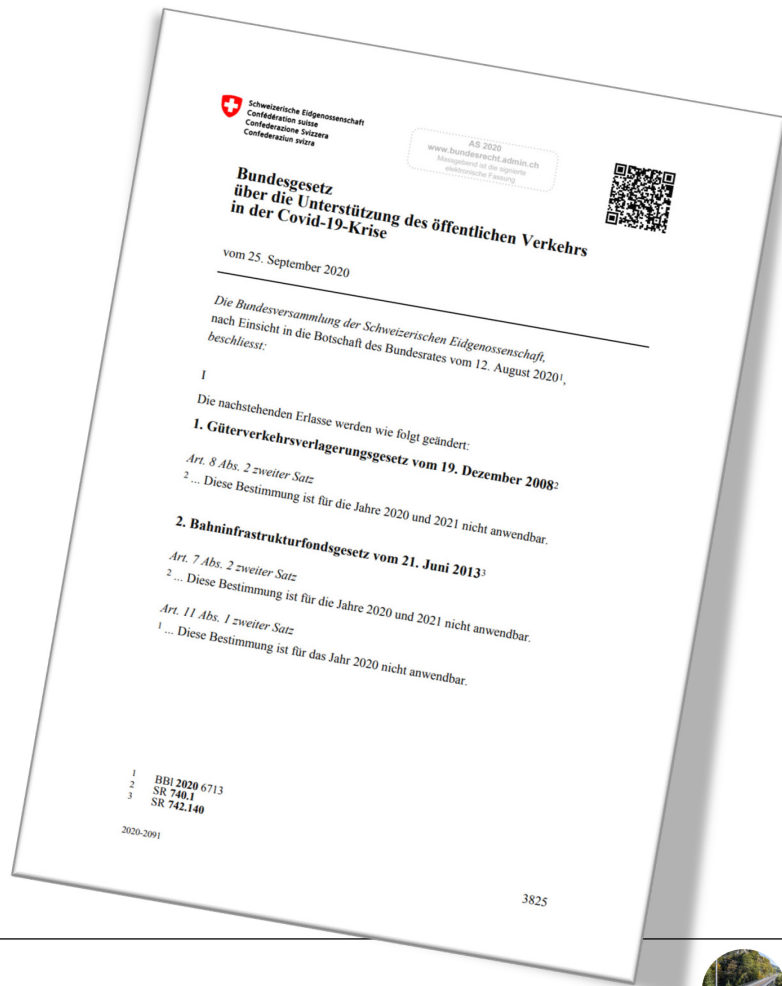 Schweizerische Eidgenossenschaft
Confédération suisse
Confederazione Svizzera
Confederaziun svizra
AS 2020
www.bundesrecht.admin.ch
Massgebend ist die signierte
elektronische Fassung
Bundesgesetz
über die Unterstützung des öffentlichen Verkehrs
in der Covid-19-Krise
vom 25. September 2020
Die Bundesversammlung der Schweizerischen Eidgenossenschaft,
nach Einsicht in die Botschaft des Bundesrates vom 12. August 2020¹,
beschliesst:
I
Die nachstehenden Erlasse werden wie folgt geändert:
1. Güterverkehrsverlagerungsgesetz vom 19. Dezember 2008²
Art. 8 Abs. 2 zweiter Satz
² ... Diese Bestimmung ist für die Jahre 2020 und 2021 nicht anwendbar.
2. Bahninfrastrukturfondsgesetz vom 21. Juni 2013³
Art. 7 Abs. 2 zweiter Satz
² ... Diese Bestimmung ist für die Jahre 2020 und 2021 nicht anwendbar.
Art. 11 Abs. 1 zweiter Satz
¹ ... Diese Bestimmung ist für das Jahr 2020 nicht anwendbar.
1 BBl 2020 6713
2 SR 740.1
3 SR 742.140
2020-2091
3825